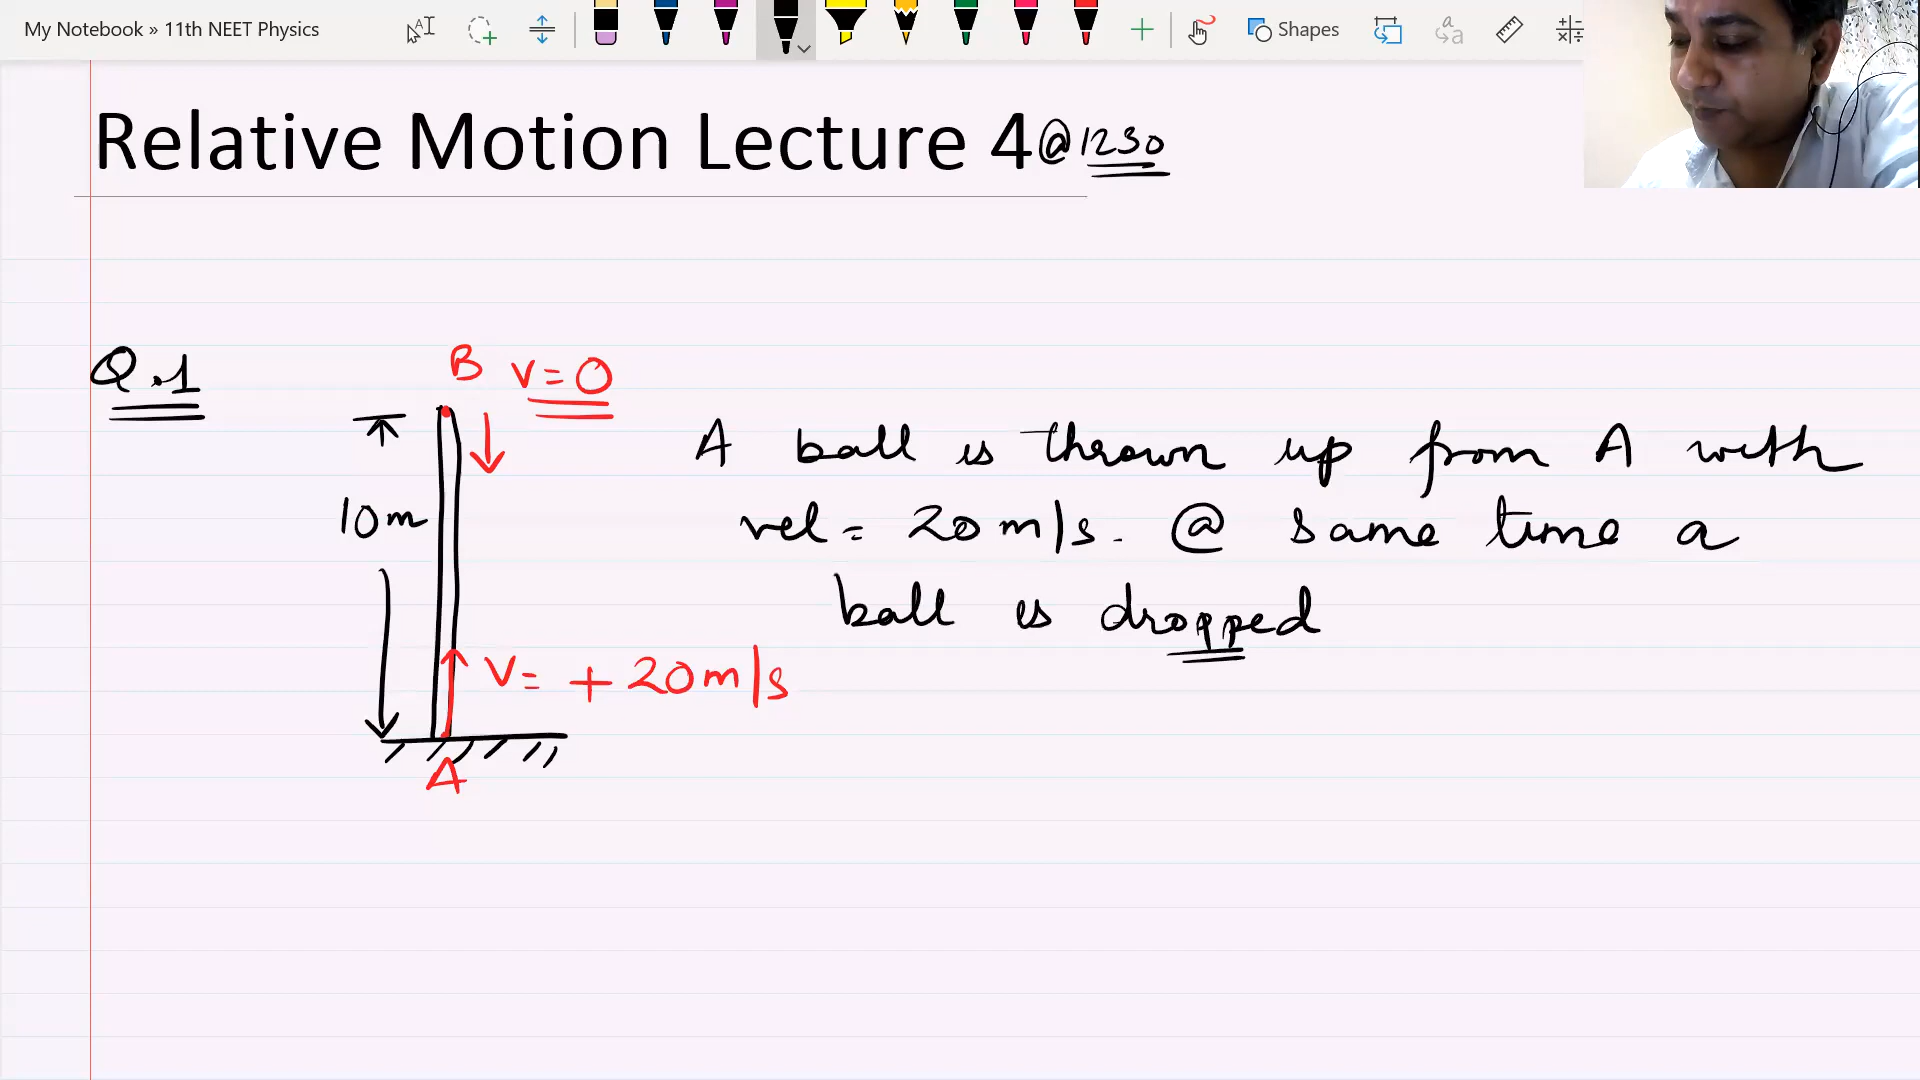 My Notebook » 11th NEET Physics
Shapes
Relative Motion Lecture 4 @ 1230
Q.1
B V=0
10m
A ball is thrown up from A with
vel = 20 m/s. @ same time a
ball is dropped
V= + 20m/s
A